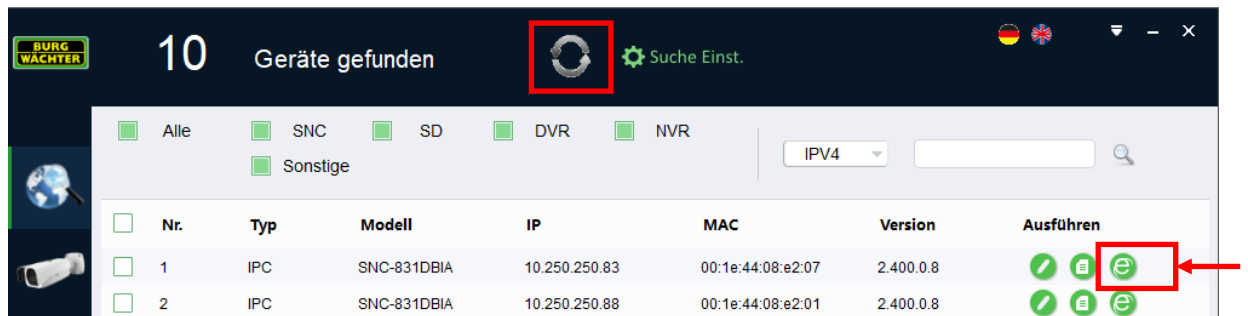 BURG
WÄCHTER
10 Geräte gefunden Suche Einst.
Alle SNC SD DVR NVR
Sonstige
IPV4
Nr. Typ Modell IP MAC Version Ausführen
1 IPC SNC-831DBIA 10.250.250.83 00:1e:44:08:e2:07 2.400.0.8
2 IPC SNC-831DBIA 10.250.250.88 00:1e:44:08:e2:01 2.400.0.8